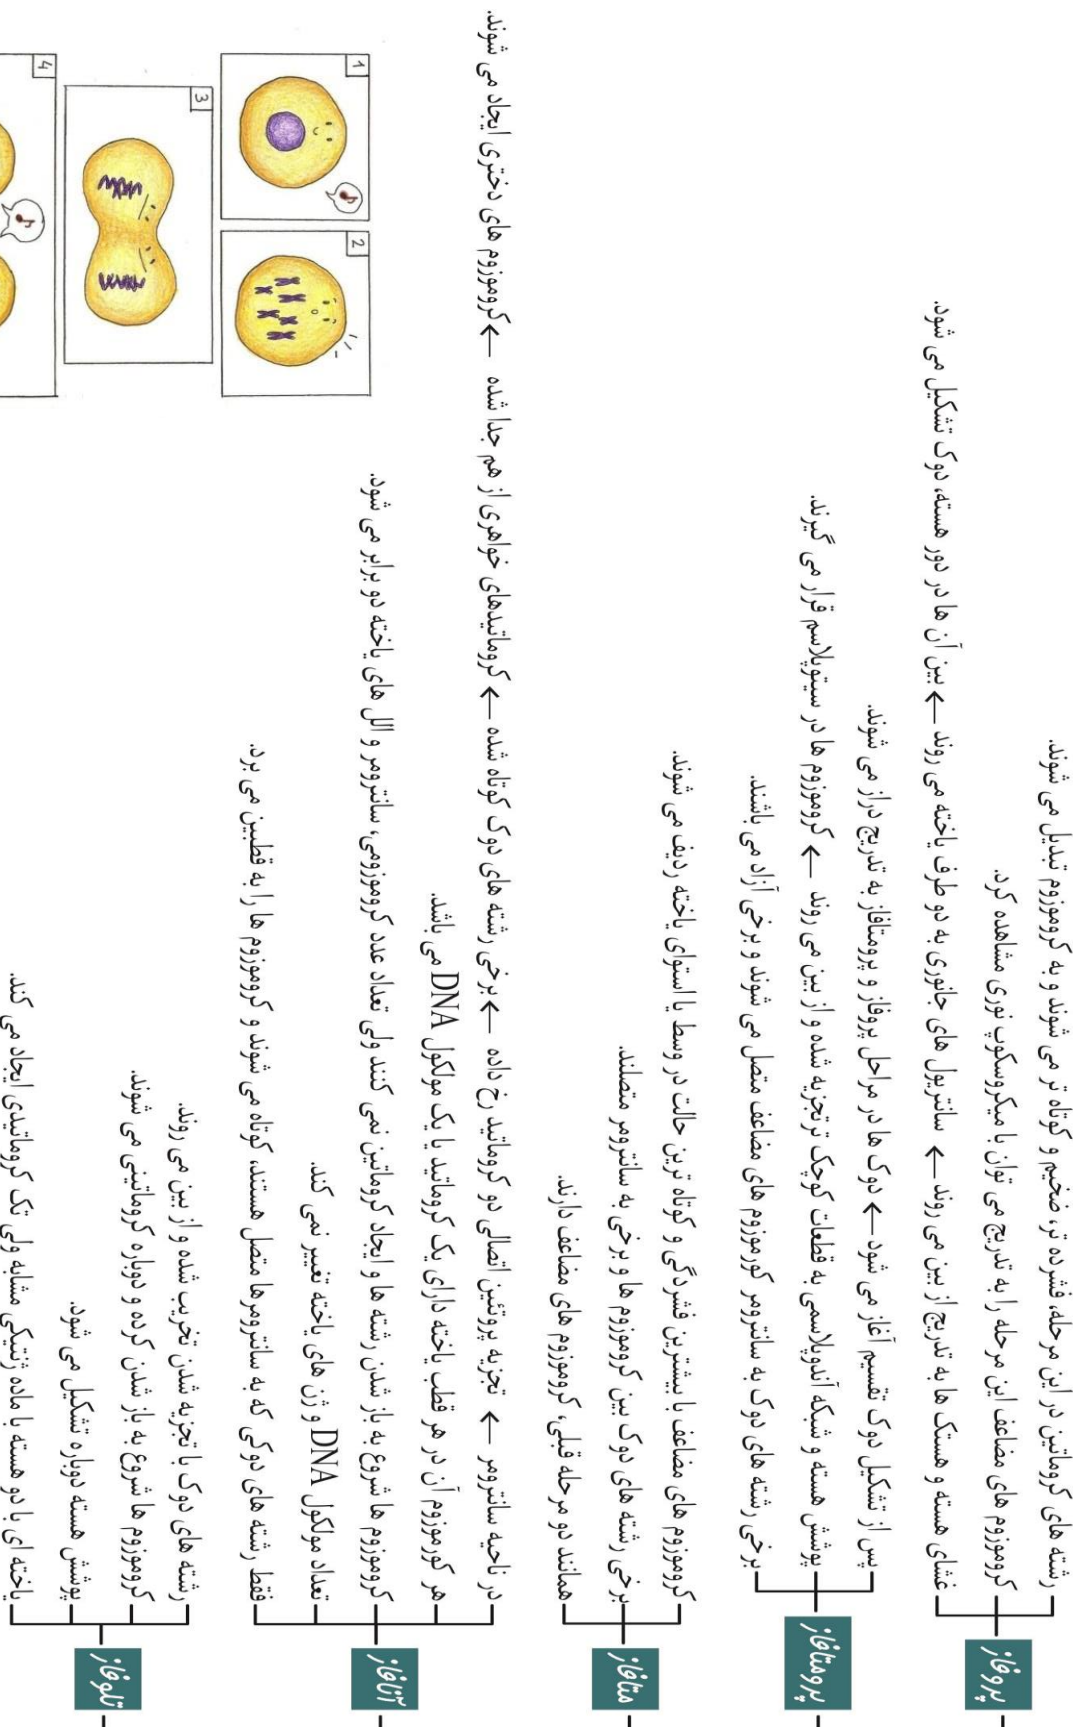 پروفاز
رشته های کروماتین در این مرحله، فشرده تر، ضخیم و کوتاه تر می شوند و به کروموزوم تبدیل می شوند.
کروموزوم های مضاعف این مرحله را به تدریج می توان با میکروسکوپ نوری مشاهده کرد.
غشای هسته و هستک ها به تدریج از بین می روند ← سانتریول های جانوری به دو طرف یاخته می روند ← بین آن ها در دور هسته، دوک تشکیل می شود.
پرومتافاز
پس از تشکیل دوک تقسیم آغاز می شود ← دوک ها در مراحل پروفاز و پرومتافاز به تدریج دراز می شوند.
پوشش هسته و شبکه آندوپلاسمی به قطعات کوچک تر تجزیه شده و از بین می روند ← کروموزوم ها در سیتوپلاسم قرار می گیرند.
برخی رشته های دوک به سانترومر کورموزوم های مضاعف متصل می شوند و برخی آزاد می باشند.
متافاز
کروموزوم های مضاعف با بیشترین فشردگی و کوتاه ترین حالت در وسط یا استوای یاخته ردیف می شوند.
برخی رشته های دوک بین کروموزوم ها و برخی به سانترومر متصلند.
همانند دو مرحله قبلی، کروموزوم های مضاعف دارند.
آنافاز
در ناحیه سانترومر ← تجزیه پروتئین اتصالی دو کروماتید رخ داده ← برخی رشته های دوک کوتاه شده ← کروماتیدهای خواهری از هم جدا شده ← کروموزوم های دختری ایجاد می شوند.
هر کورموزوم آن در هر قطب یاخته دارای یک کروماتید یا یک مولکول DNA می باشد.
کروموزوم ها شروع به باز شدن رشته ها و ایجاد کروماتین نمی کنند ولی تعداد عدد کروموزومی، سانترومر و الل های یاخته دو برابر می شود.
تعداد مولکول DNA و ژن های یاخته تغییر نمی کند.
فقط رشته های دوکی که به سانترومرها متصل هستند، کوتاه می شوند و کروموزوم ها را به قطبین می برد.
تلوفاز
رشته های دوک با تجزیه شدن تخریب شده و از بین می روند.
کروموزوم ها شروع به باز شدن کرده و دوباره کروماتینی می شوند.
پوشش هسته دوباره تشکیل می شود.
یاخته ای با دو هسته با ماده ژنتیکی مشابه ولی تک کروماتیدی ایجاد می کند.
1
2
3
4